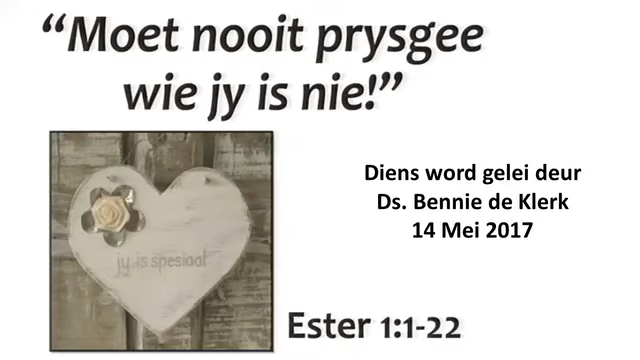 “Moet nooit prysgee
wie jy is nie!”
jy is spesiaal
Diens word gelei deur
Ds. Bennie de Klerk
14 Mei 2017
Ester 1:1-22